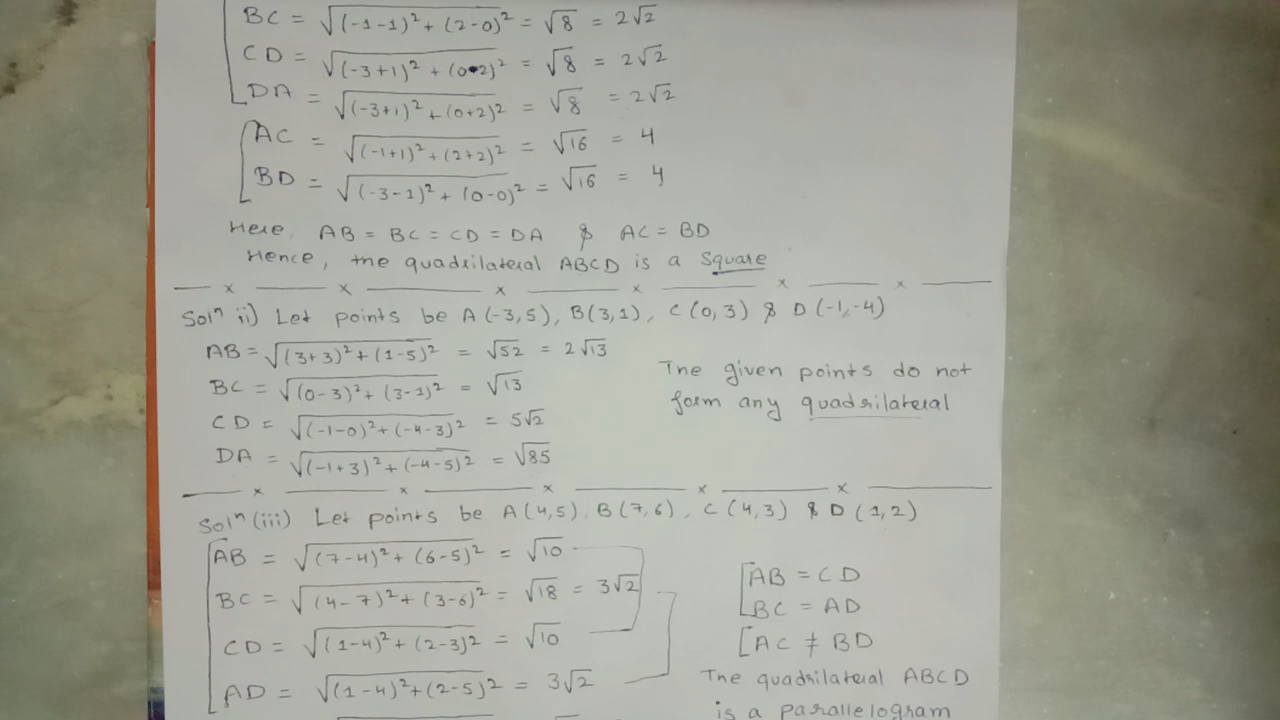 BC = √(-1-1)² + (2-0)² = √8 = 2√2
CD = √(-3+1)² + (0-2)² = √8 = 2√2
DA = √(-3+1)² + (0+2)² = √8 = 2√2
AC = √(-1+1)² + (2+2)² = √16 = 4
BD = √(-3-1)² + (0-0)² = √16 = 4
Here, AB = BC = CD = DA & AC = BD
Hence, the quadrilateral ABCD is a Square
Solⁿ ii) Let points be A(-3,5), B(3,1), C(0,3) & D(-1,-4)
AB = √(3+3)² + (1-5)² = √52 = 2√13
BC = √(0-3)² + (3-1)² = √13
CD = √(-1-0)² + (-4-3)² = 5√2
DA = √(-1+3)² + (-4-5)² = √85
The given points do not
form any quadrilateral
Solⁿ (iii) Let points be A(4,5), B(7,6), C(4,3) & D(1,2)
AB = √(7-4)² + (6-5)² = √10
BC = √(4-7)² + (3-6)² = √18 = 3√2
CD = √(1-4)² + (2-3)² = √10
AD = √(1-4)² + (2-5)² = 3√2
AB = CD
BC = AD
AC ≠ BD
The quadrilateral ABCD
is a parallelogram